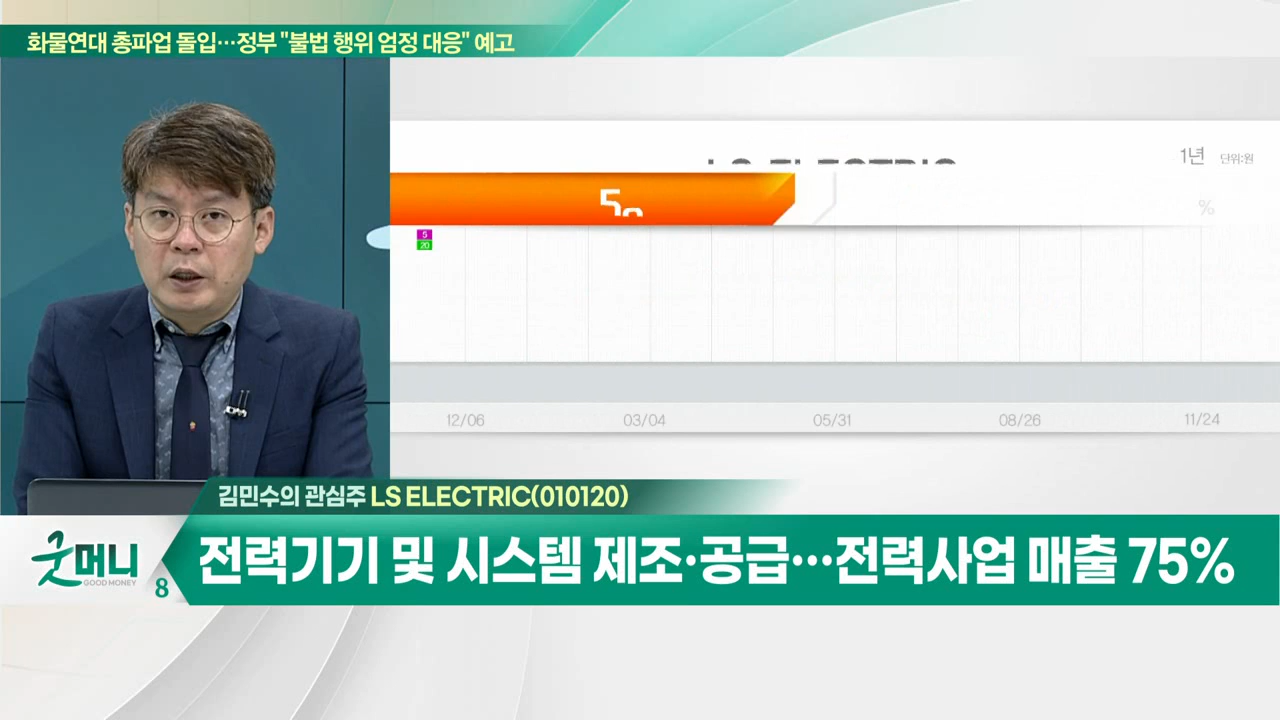 화물연대 총파업 돌입…정부 "불법 행위 엄정 대응" 예고
LS ELECTRIC
1년 단위:원
%
5
20
12/06 03/04 05/31 08/26 11/24
김민수의 관심주 LS ELECTRIC(010120)
굿머니
GOOD MONEY
8
전력기기 및 시스템 제조·공급…전력사업 매출 75%